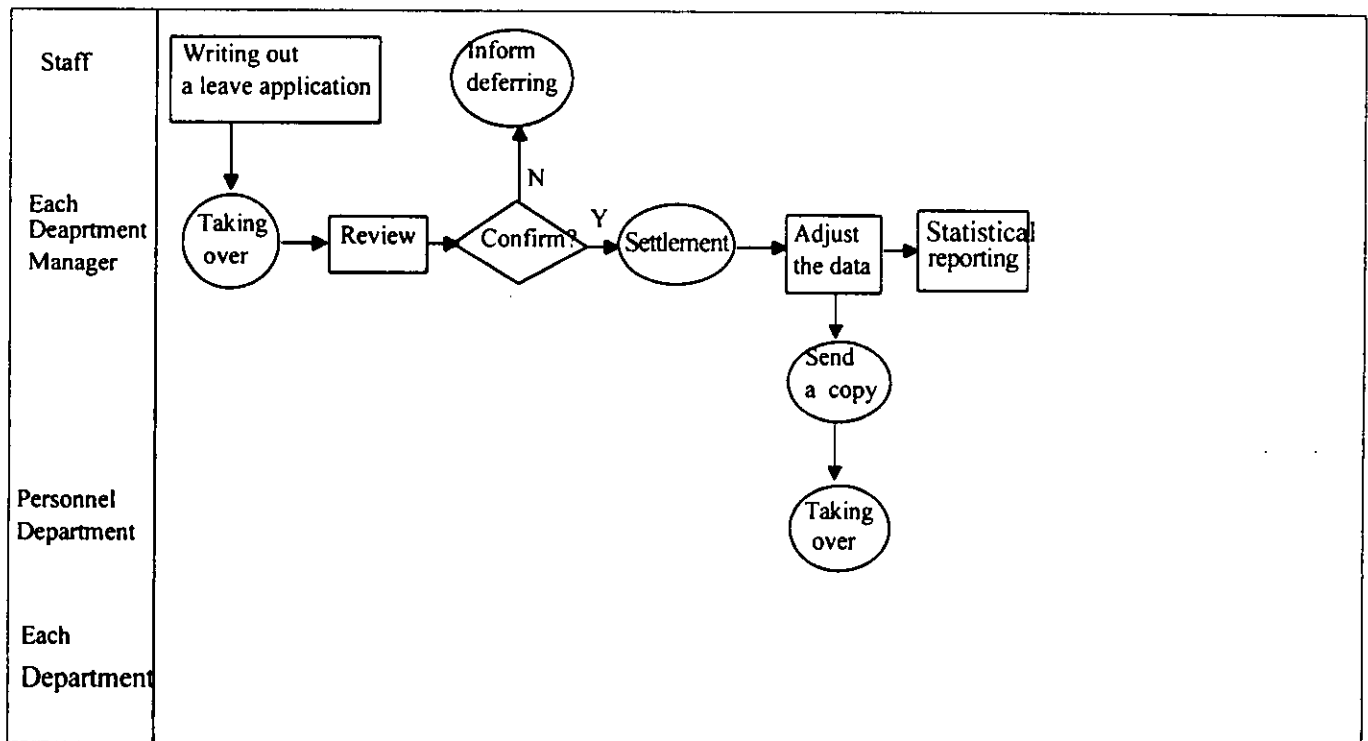 Staff
Writing out
a leave application
Inform
deferring
N
Each
Deaprtment
Manager
Taking
over
Review
Confirm?
Y
Settlement
Adjust
the data
Statistical
reporting
Send
a copy
Personnel
Department
Taking
over
Each
Department